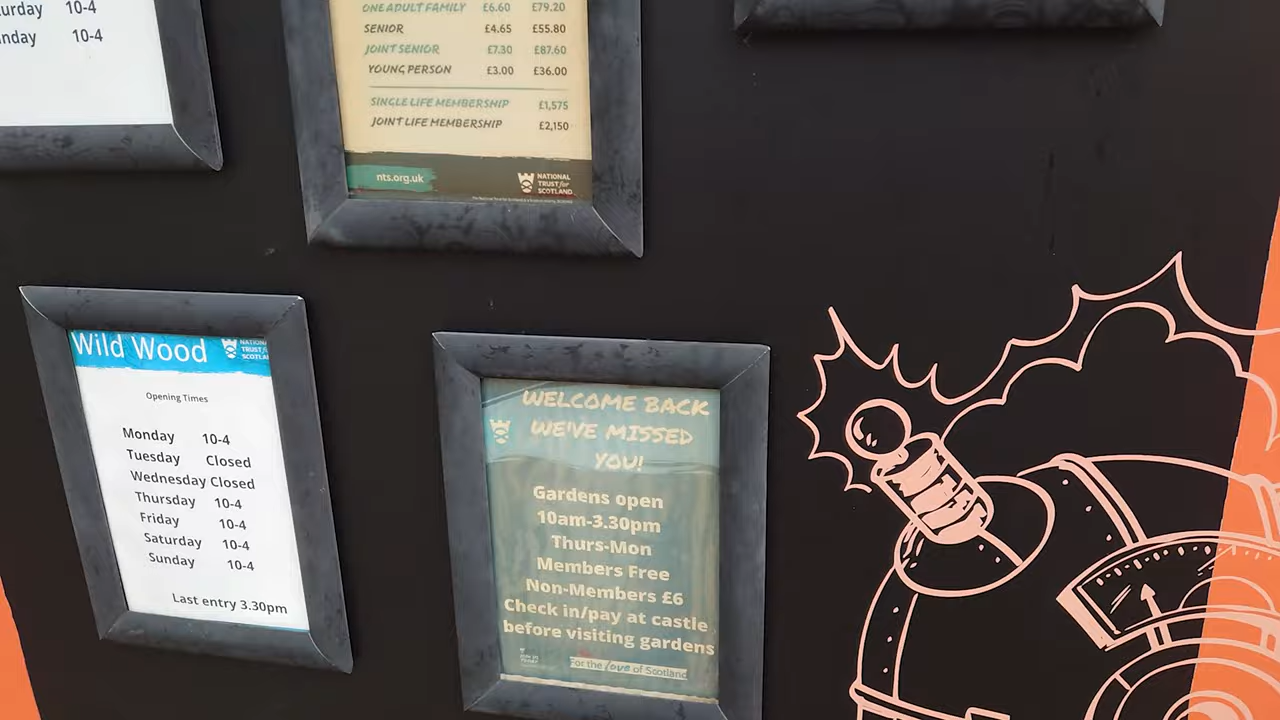 urday 10-4
nday 10-4
ONE ADULT FAMILY £6.60 £79.20
SENIOR £4.65 £55.80
JOINT SENIOR £7.30 £87.60
YOUNG PERSON £3.00 £36.00
SINGLE LIFE MEMBERSHIP £1,575
JOINT LIFE MEMBERSHIP £2,150
nts.org.uk
NATIONAL
TRUST for
SCOTLAND
Wild Wood
NATION
TRUST f
SCOTLA
Opening Times
Monday 10-4
Tuesday Closed
Wednesday Closed
Thursday 10-4
Friday 10-4
Saturday 10-4
Sunday 10-4
Last entry 3.30pm
WELCOME BACK
WE'VE MISSED
YOU!
Gardens open
10am-3.30pm
Thurs-Mon
Members Free
Non-Members £6
Check in/pay at castle
before visiting gardens
For the love of Scotland